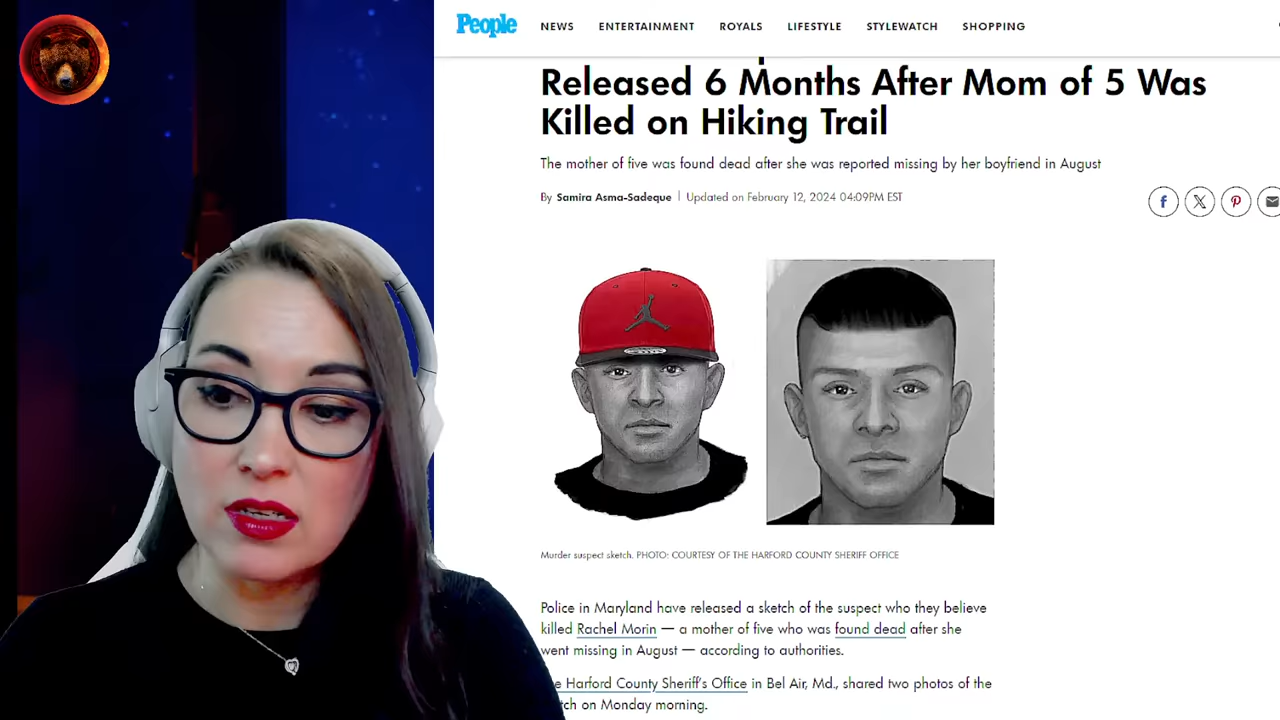 People
NEWS ENTERTAINMENT ROYALS LIFESTYLE STYLEWATCH SHOPPING
Released 6 Months After Mom of 5 Was
Killed on Hiking Trail
The mother of five was found dead after she was reported missing by her boyfriend in August
By Samira Asma-Sadeque | Updated on February 12, 2024 04:09PM EST
Murder suspect sketch. PHOTO: COURTESY OF THE HARFORD COUNTY SHERIFF OFFICE
Police in Maryland have released a sketch of the suspect who they believe
killed Rachel Morin — a mother of five who was found dead after she
went missing in August — according to authorities.
Harford County Sheriff's Office in Bel Air, Md., shared two photos of the
on Monday morning.